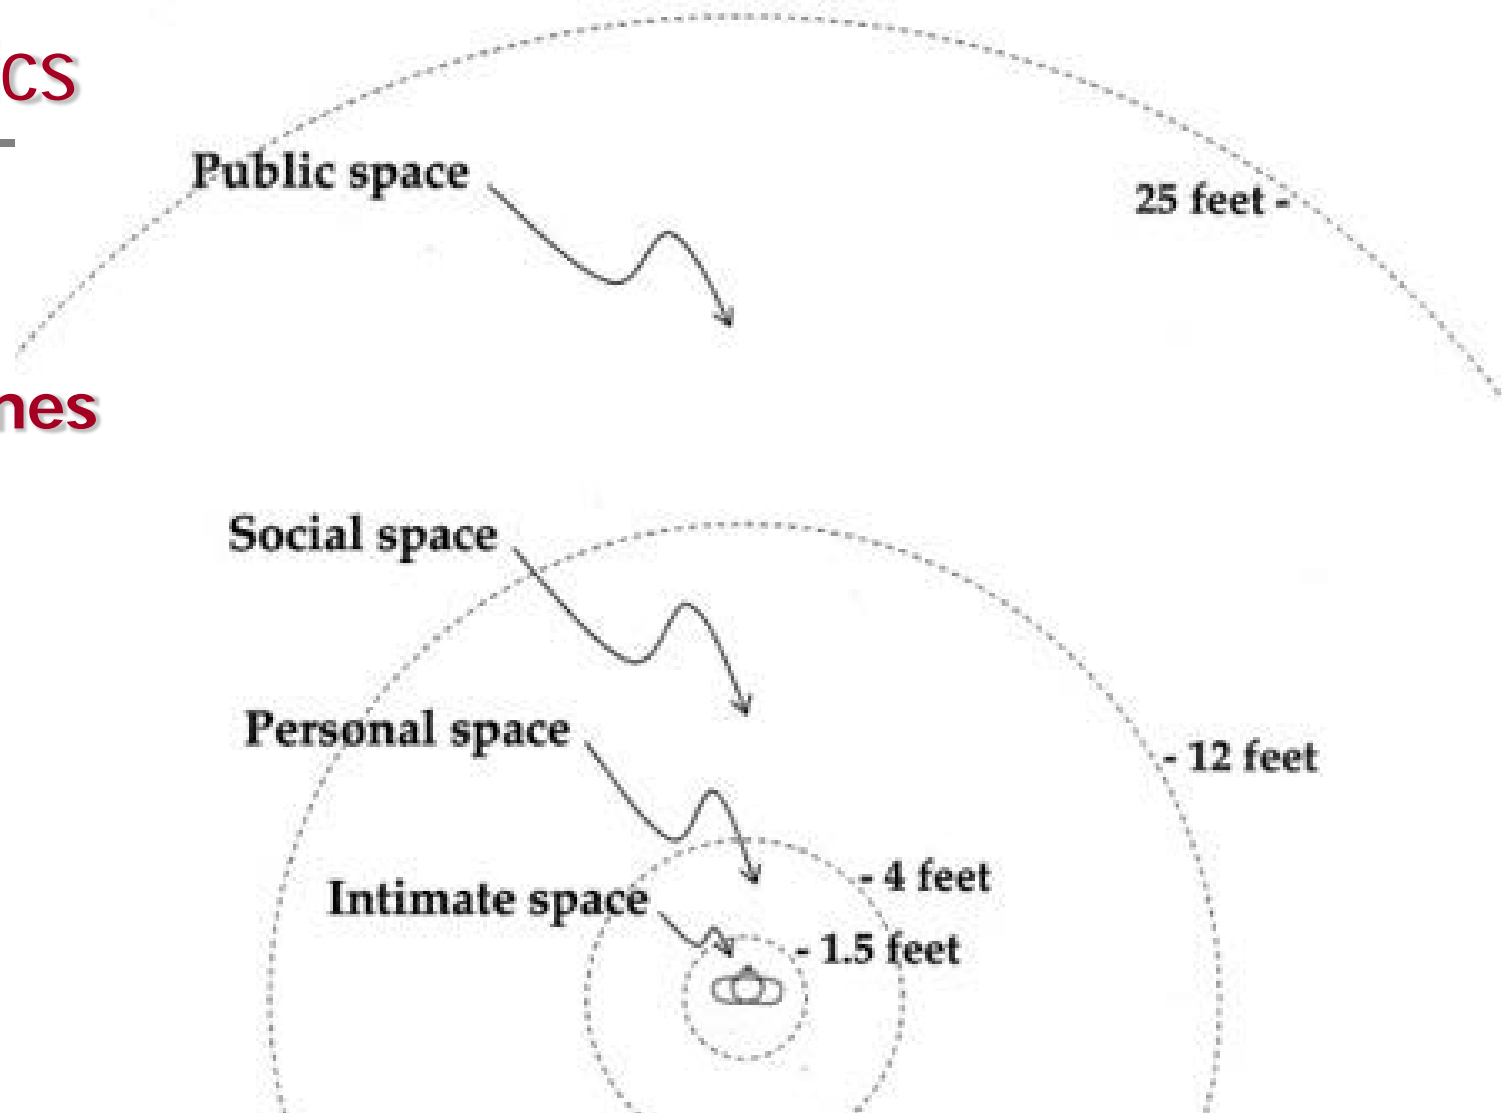 cs
Public space
25 feet -
nes
Social space
Personal space
- 12 feet
- 4 feet
Intimate space
- 1.5 feet